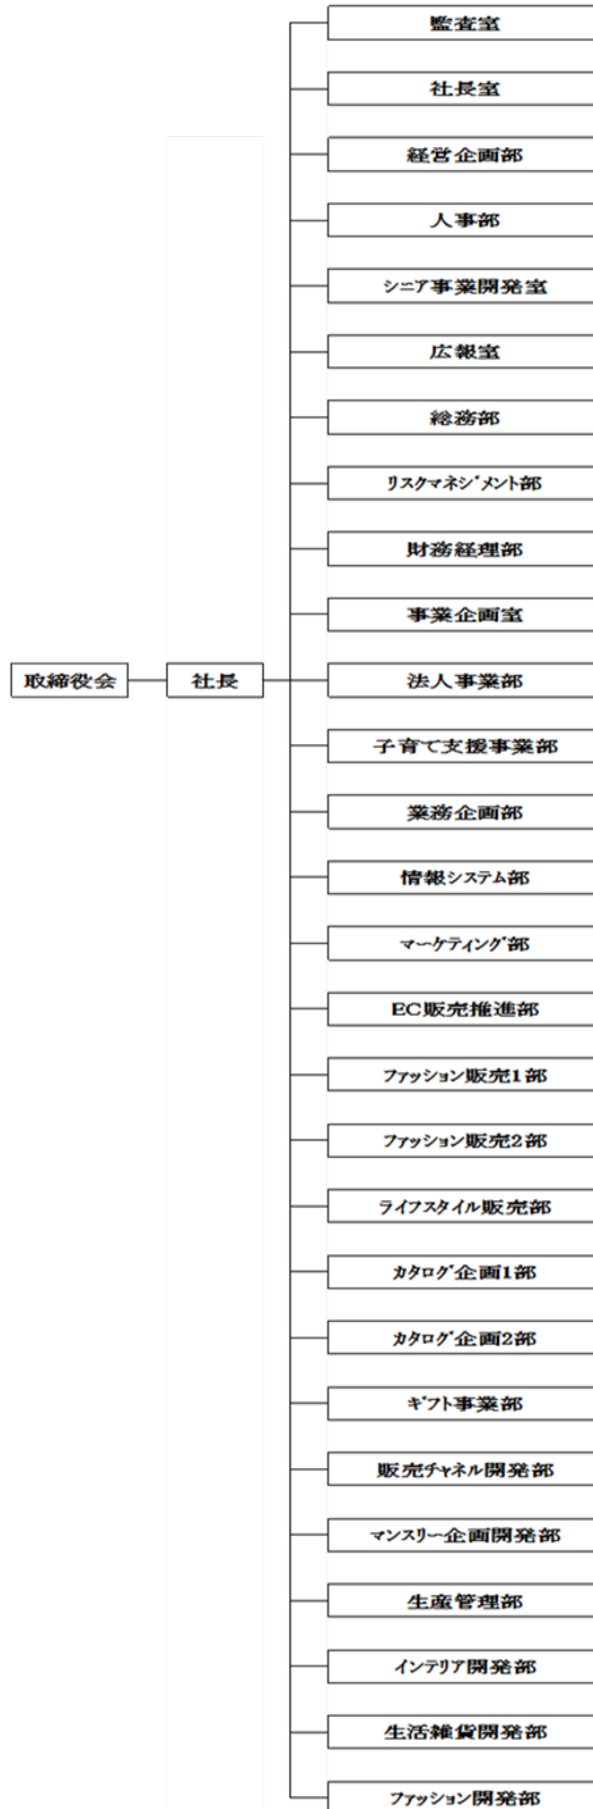 監査室
社長室
経営企画部
人事部
シニア事業開発室
広報室
総務部
リスクマネジメント部
財務経理部
事業企画室
取締役会
社長
法人事業部
子育て支援事業部
業務企画部
情報システム部
マーケティング部
EC販売推進部
ファッション販売1部
ファッション販売2部
ライフスタイル販売部
カタログ企画1部
カタログ企画2部
ギフト事業部
販売チャネル開発部
マンスリー企画開発部
生産管理部
インテリア開発部
生活雑貨開発部
ファッション開発部